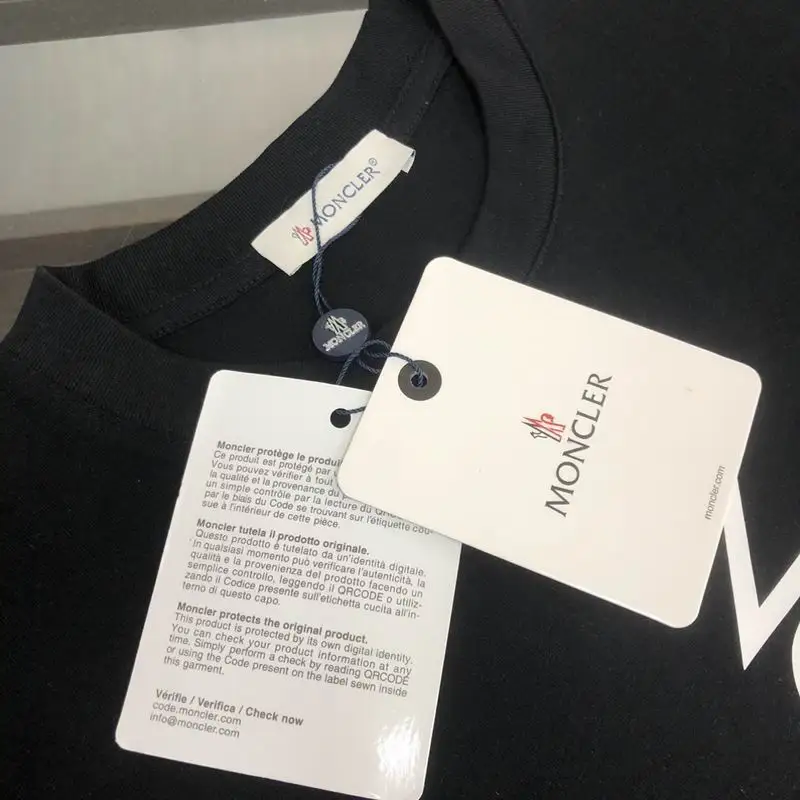 MONCLER®
MONCLER
MONCLER
moncler.com
Moncler protège le
Ce produit est protégé par
Vous pouvez vérifier à tout
la qualité et la provenance du
un simple contrôle par la lecture du
par le biais du Code se trouvant sur l'étiquette cou-
sue à l'intérieur de cette pièce.
Moncler tutela il prodotto originale.
Questo prodotto è tutelato da un'identità digitale.
In qualsiasi momento può verificare l'autenticità, la
qualità e la provenienza del prodotto facendo un
semplice controllo, leggendo il QRCODE o utiliz-
zando il Codice presente sull'etichetta cucita all'in-
terno di questo capo.
Moncler protects the original product.
This product is protected by its own digital identity.
You can check your product information at any
time. Simply perform a check by reading QRCODE
or using the Code present on the label sewn inside
this garment.
Vérifie / Verifica / Check now
code.moncler.com
info@moncler.com